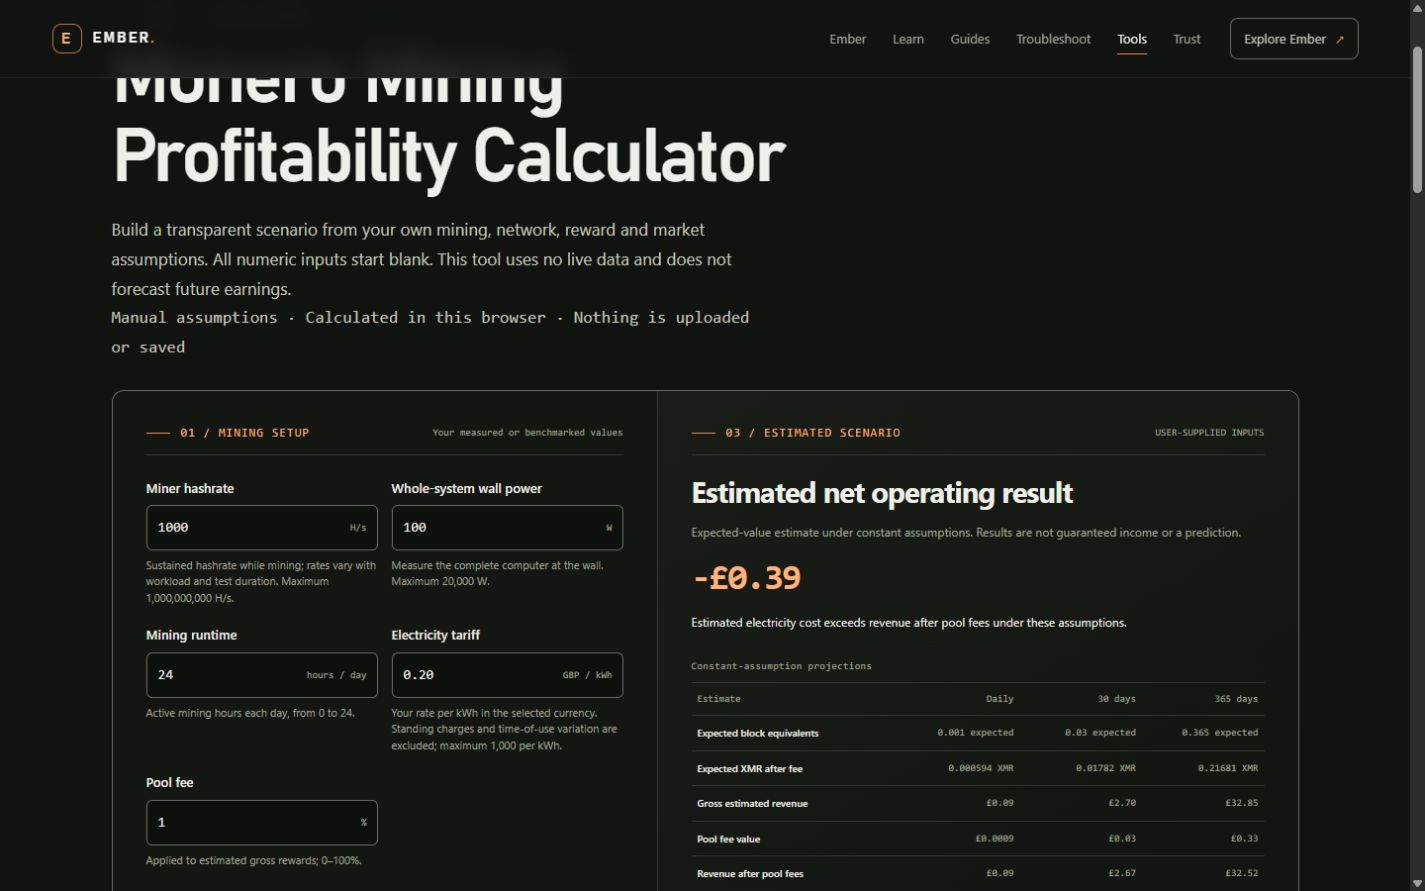 E EMBER.
Ember Learn Guides Troubleshoot Tools Trust Explore Ember ↗
Monero Mining
Profitability Calculator
Build a transparent scenario from your own mining, network, reward and market
assumptions. All numeric inputs start blank. This tool uses no live data and does not
forecast future earnings.
Manual assumptions · Calculated in this browser · Nothing is uploaded
or saved
01 / MINING SETUP
Your measured or benchmarked values
Miner hashrate
1000 H/s
Sustained hashrate while mining; rates vary with
workload and test duration. Maximum
1,000,000,000 H/s.
Whole-system wall power
100 W
Measure the complete computer at the wall.
Maximum 20,000 W.
Mining runtime
24 hours / day
Active mining hours each day, from 0 to 24.
Electricity tariff
0.20 GBP / kWh
Your rate per kWh in the selected currency.
Standing charges and time-of-use variation are
excluded; maximum 1,000 per kWh.
Pool fee
1 %
Applied to estimated gross rewards; 0–100%.
03 / ESTIMATED SCENARIO
USER-SUPPLIED INPUTS
Estimated net operating result
Expected-value estimate under constant assumptions. Results are not guaranteed income or a prediction.
-£0.39
Estimated electricity cost exceeds revenue after pool fees under these assumptions.
Constant-assumption projections
Estimate Daily 30 days 365 days
Expected block equivalents 0.001 expected 0.03 expected 0.365 expected
Expected XMR after fee 0.000594 XMR 0.01782 XMR 0.21681 XMR
Gross estimated revenue £0.09 £2.70 £32.85
Pool fee value £0.0009 £0.03 £0.33
Revenue after pool fees £0.09 £2.67 £32.52